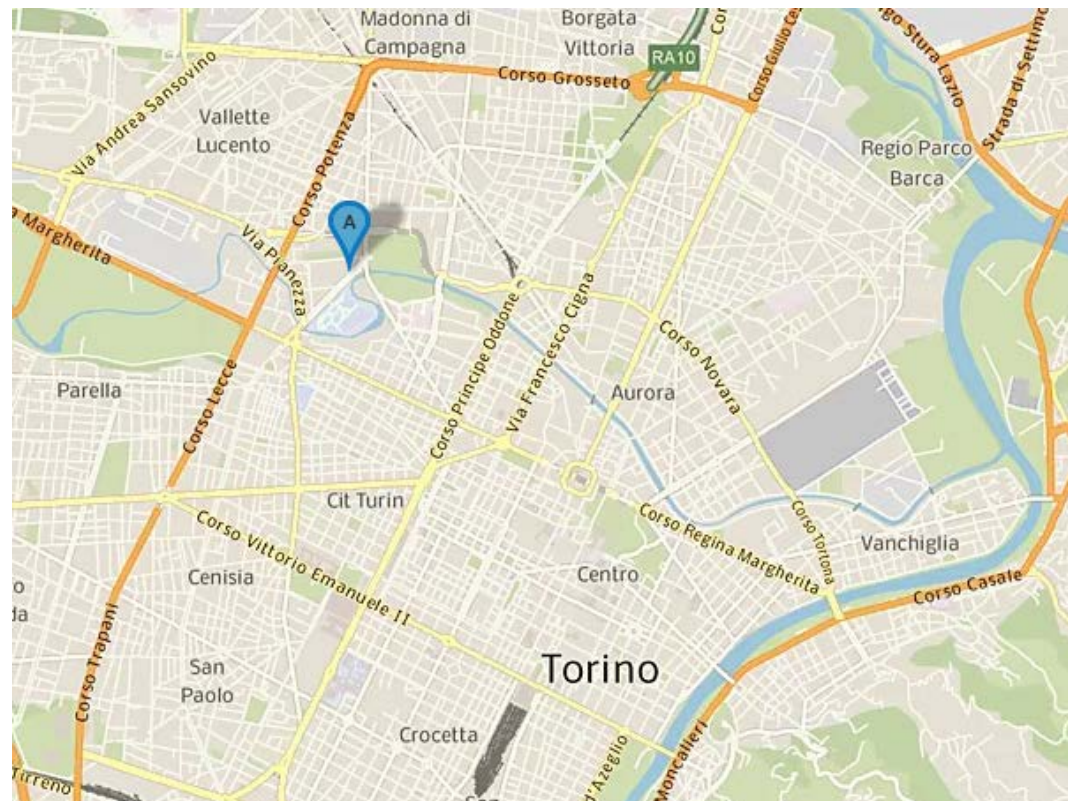 Madonna di
Campagna
Borgata
Vittoria
RA10
Corso Giulio
Corso Grosseto
Via Andrea Sansovino
Vallette
Lucento
Corso Potenza
Stura Lazio
Strada di Settimo
Regio Parco
Barca
A
Margherita
Via Pianezza
Corso Principe Oddone
Via Francesco Cigna
Corso Novara
Parella
Corso Lecce
Aurora
Cit Turin
Corso Vittorio Emanuele II
Corso Regina Margherita
Corso Tortona
Vanchiglia
Cenisia
Centro
Corso Casale
Corso Trapani
San
Paolo
Torino
Crocetta
d'Azeglio
Moncalieri
Tirreno